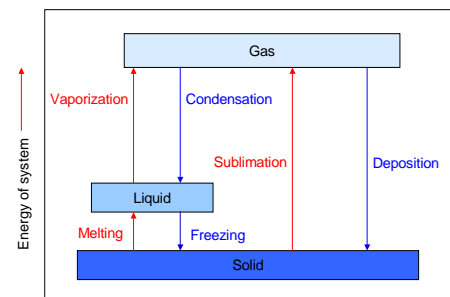 Gas
Vaporization
Condensation
Sublimation
Deposition
Energy of system
Liquid
Melting
Freezing
Solid